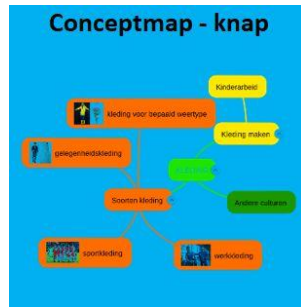 Conceptmap - knap
Kinderarbeid
kleding voor bepaald weertype
Kleding maken
gelegenheidskleding
Soorten kleding
Andere culturen
sportkleding
werkkleding